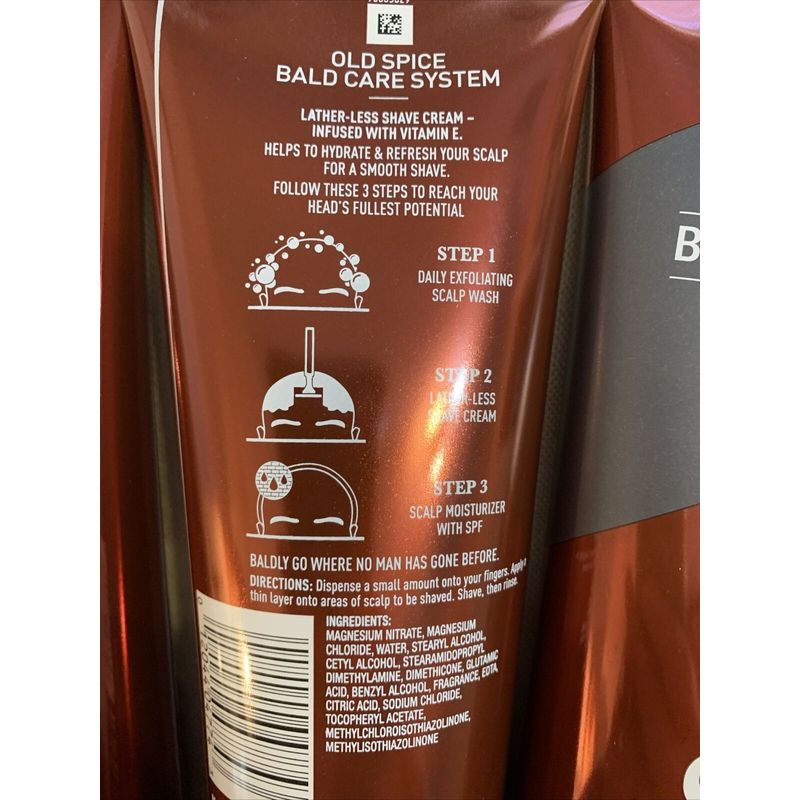 OLD SPICE
BALD CARE SYSTEM
LATHER-LESS SHAVE CREAM –
INFUSED WITH VITAMIN E.
HELPS TO HYDRATE & REFRESH YOUR SCALP
FOR A SMOOTH SHAVE.
FOLLOW THESE 3 STEPS TO REACH YOUR
HEAD'S FULLEST POTENTIAL
STEP 1
DAILY EXFOLIATING
SCALP WASH
STEP 2
LATHER-LESS
SHAVE CREAM
STEP 3
SCALP MOISTURIZER
WITH SPF
BALDLY GO WHERE NO MAN HAS GONE BEFORE.
DIRECTIONS: Dispense a small amount onto your fingers. Apply a
thin layer onto areas of scalp to be shaved. Shave, then rinse.
INGREDIENTS:
MAGNESIUM NITRATE, MAGNESIUM
CHLORIDE, WATER, STEARYL ALCOHOL,
CETYL ALCOHOL, STEARAMIDOPROPYL
DIMETHYLAMINE, DIMETHICONE, GLUTAMIC
ACID, BENZYL ALCOHOL, FRAGRANCE, EDTA,
CITRIC ACID, SODIUM CHLORIDE,
TOCOPHERYL ACETATE,
METHYLCHLOROISOTHIAZOLINONE,
METHYLISOTHIAZOLINONE
B